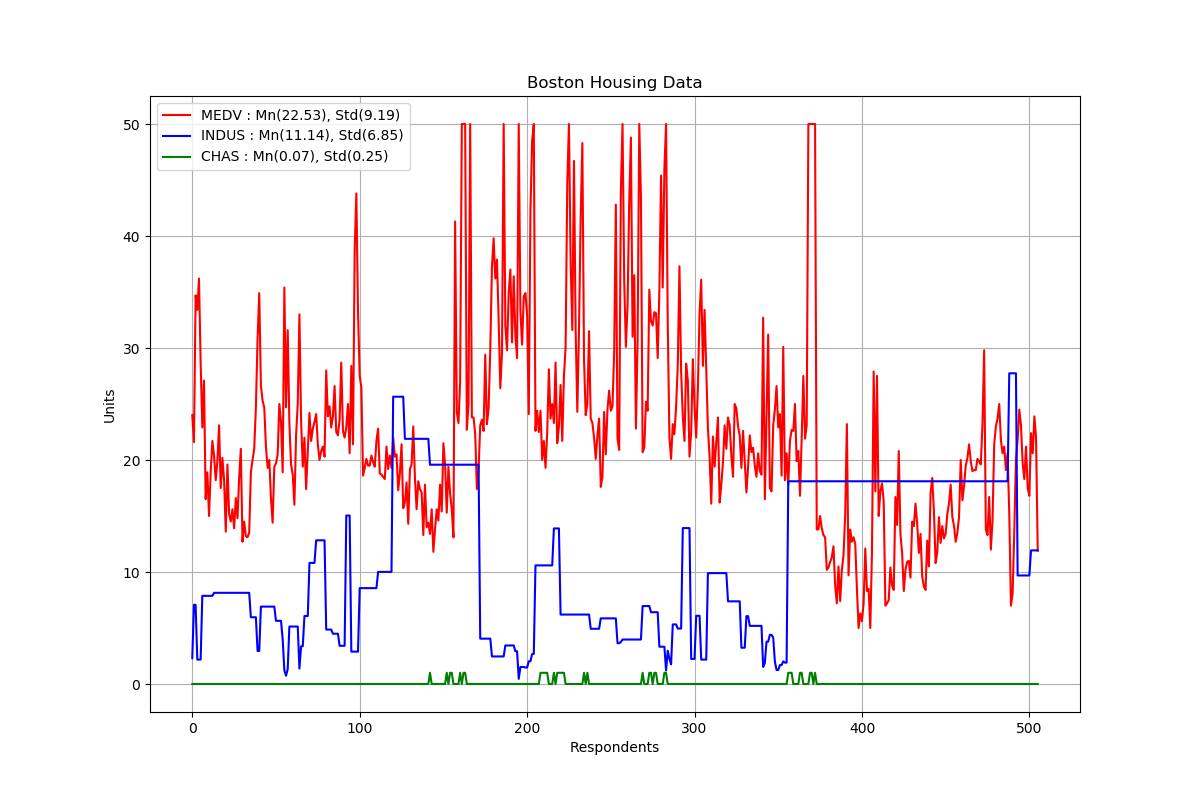 Boston Housing Data
MEDV : Mn(22.53), Std(9.19)
INDUS : Mn(11.14), Std(6.85)
CHAS : Mn(0.07), Std(0.25)
50
40
30
20
10
0
Units
0 100 200 300 400 500
Respondents